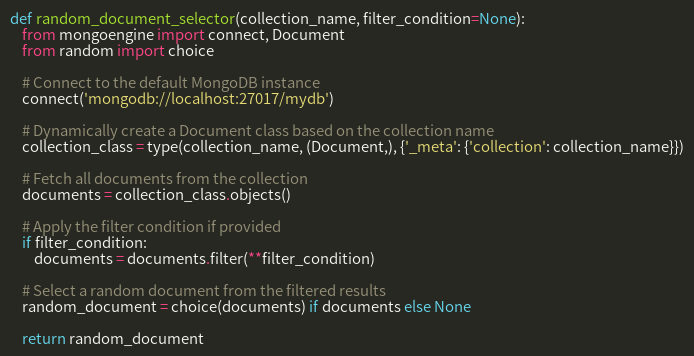 def random_document_selector(collection_name, filter_condition=None):
from mongoengine import connect, Document
from random import choice
# Connect to the default MongoDB instance
connect('mongodb://localhost:27017/mydb')
# Dynamically create a Document class based on the collection name
collection_class = type(collection_name, (Document,), {'_meta': {'collection': collection_name}})
# Fetch all documents from the collection
documents = collection_class.objects()
# Apply the filter condition if provided
if filter_condition:
documents = documents.filter(**filter_condition)
# Select a random document from the filtered results
random_document = choice(documents) if documents else None
return random_document